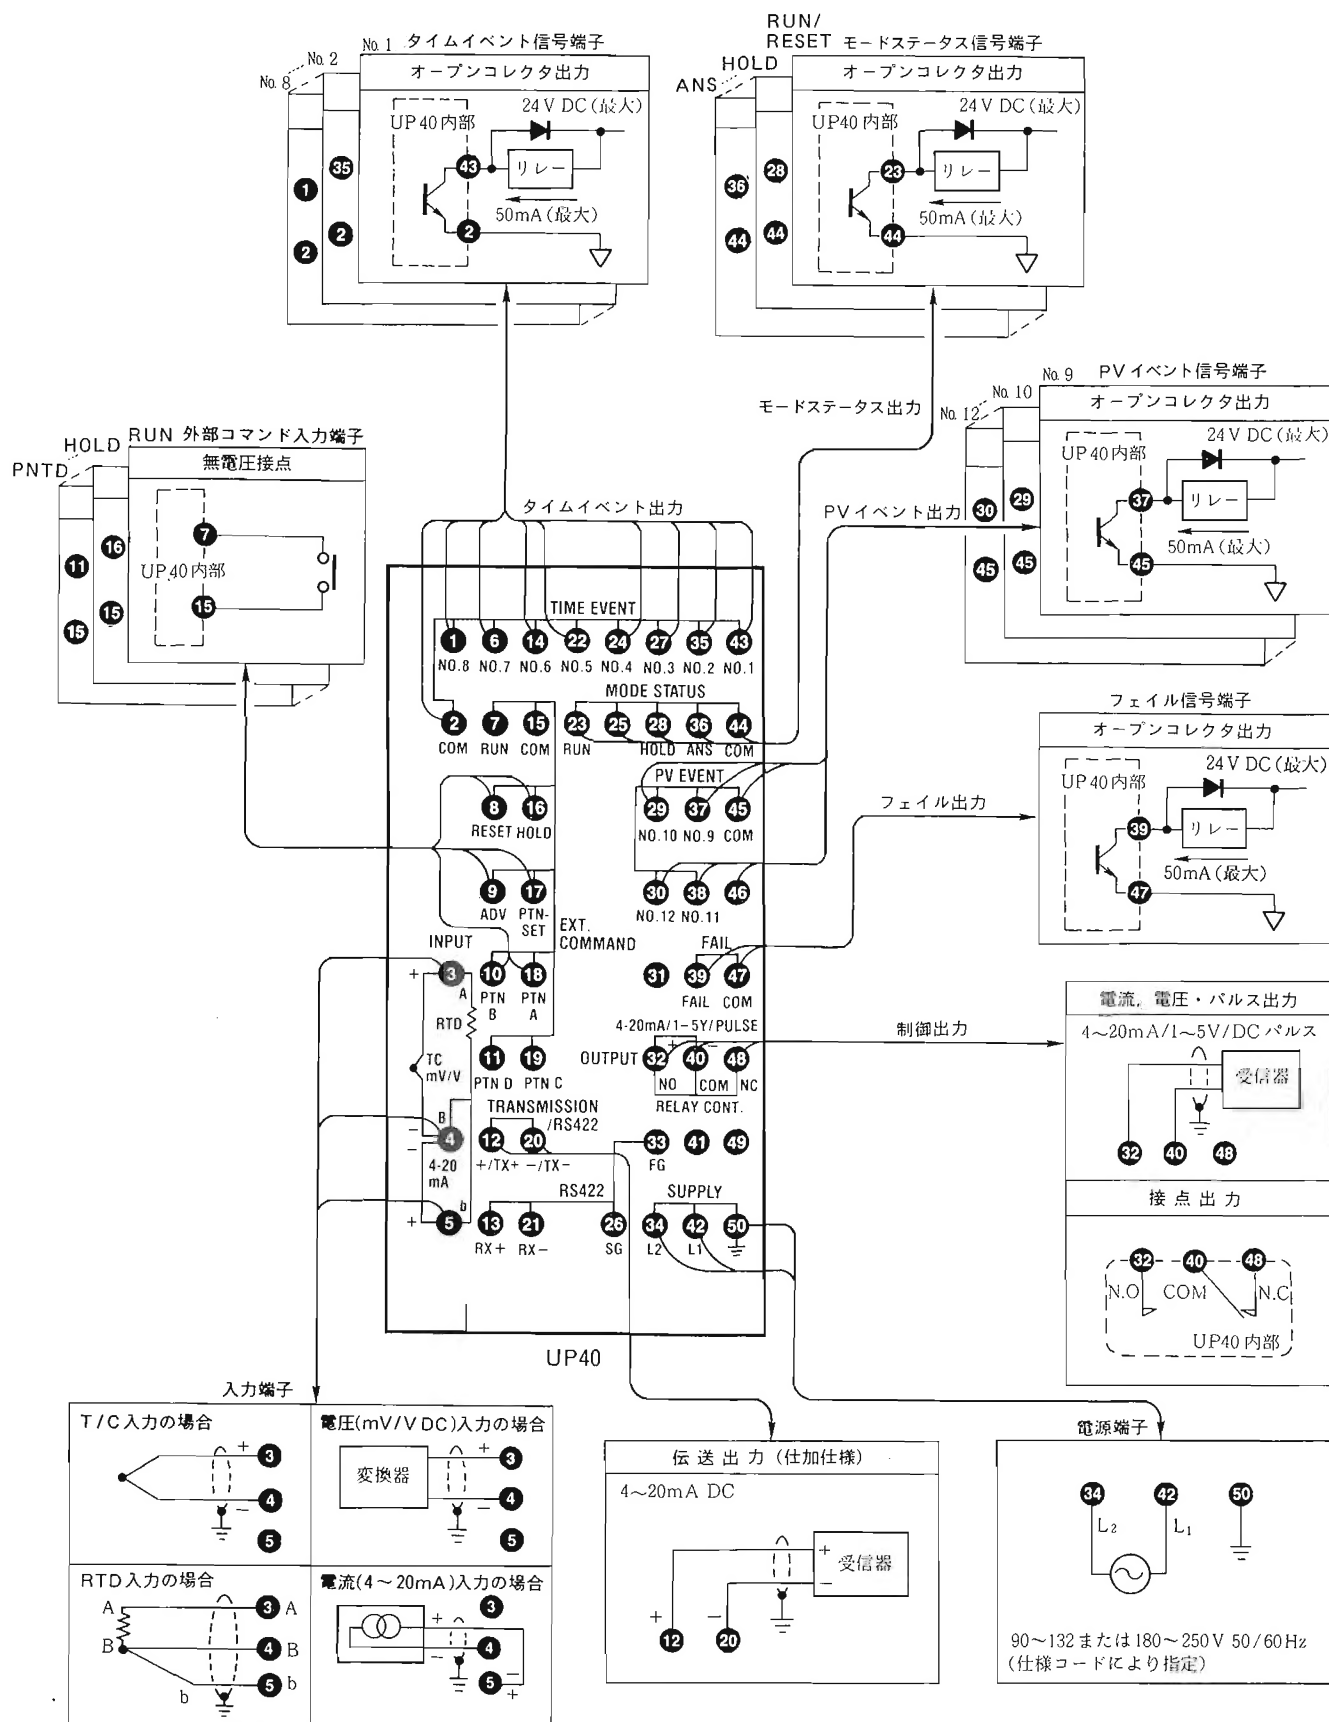 No. 1 タイムイベント信号端子
No. 2
No. 8
オープンコレクタ出力
24V DC(最大)
UP40内部
43
リレー
50mA(最大)
2
35
2
1
2
RUN/
RESET モードステータス信号端子
HOLD
ANS
オープンコレクタ出力
24V DC(最大)
UP40内部
23
リレー
50mA(最大)
44
28
44
36
44
No. 9 PVイベント信号端子
No. 10
No. 12
オープンコレクタ出力
24V DC(最大)
UP40内部
37
リレー
50mA(最大)
45
29
45
30
45
モードステータス出力
PVイベント出力
タイムイベント出力
RUN 外部コマンド入力端子
HOLD
PNTD
無電圧接点
7
UP40内部
15
16
15
11
15
フェイル信号端子
オープンコレクタ出力
24V DC(最大)
UP40内部
39
リレー
50mA(最大)
47
フェイル出力
制御出力
TIME EVENT
1 6 14 22 24 27 35 43
NO.8 NO.7 NO.6 NO.5 NO.4 NO.3 NO.2 NO.1
MODE STATUS
2 7 15 23 25 28 36 44
COM RUN COM RUN HOLD ANS COM
PV EVENT
8 16 29 37 45
RESET HOLD NO.10 NO.9 COM
9 17 30 38 46
ADV PTN-SET NO.12 NO.11
EXT.
COMMAND
INPUT
FAIL
+ 3 10 18 31 39 47
A PTN B PTN A FAIL COM
RTD
4-20mA/1-5Y/PULSE
OUTPUT
+ −
11 19 32 40 48
TC
mV/V
PTN D PTN C NO COM NC
RELAY CONT.
TRANSMISSION
/RS422
B
−
−
4 12 20 33 41 49
4-20
mA
+/TX+ −/TX− FG
RS422
SUPPLY
b
+ 5 13 21 26 34 42 50
RX+ RX− SG L2 L1
UP40
電流,電圧・パルス出力
4〜20mA/1〜5V/DCパルス
受信器
32 40 48
接点出力
32 40 48
N.O COM N.C
UP40内部
入力端子
T/C入力の場合
+ 3
4
−
5
電圧(mV/V DC)入力の場合
変換器
+ 3
4
−
5
RTD入力の場合
A 3 A
B 4 B
b 5 b
電流(4〜20mA)入力の場合
3
+
4
−
−
5
+
伝送出力(仕加仕様)
4〜20mA DC
+
受信器
−
+ −
12 20
電源端子
34 42 50
L2 L1
90〜132または180〜250V 50/60Hz
(仕様コードにより指定)